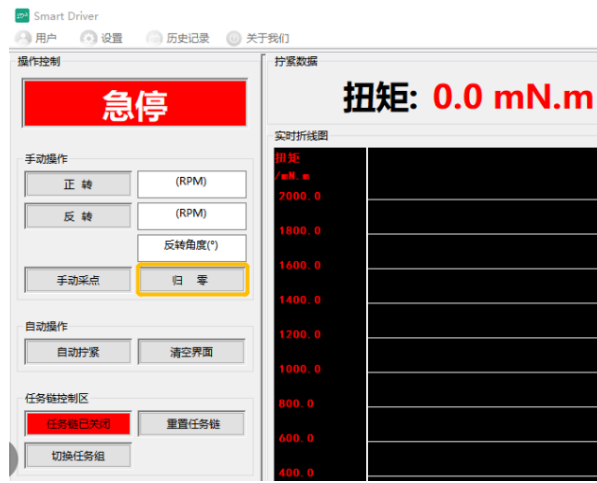 Smart Driver
用户 设置 历史记录 关于我们
操作控制
急停
手动操作
正 转 (RPM)
反 转 (RPM)
反转角度(°)
手动采点 归 零
自动操作
自动拧紧 清空界面
任务链控制区
任务链已关闭 重置任务链
切换任务组
拧紧数据
扭矩: 0.0 mN.m
实时折线图
扭矩
/mN.m
2000.0
1800.0
1600.0
1400.0
1200.0
1000.0
800.0
600.0
400.0